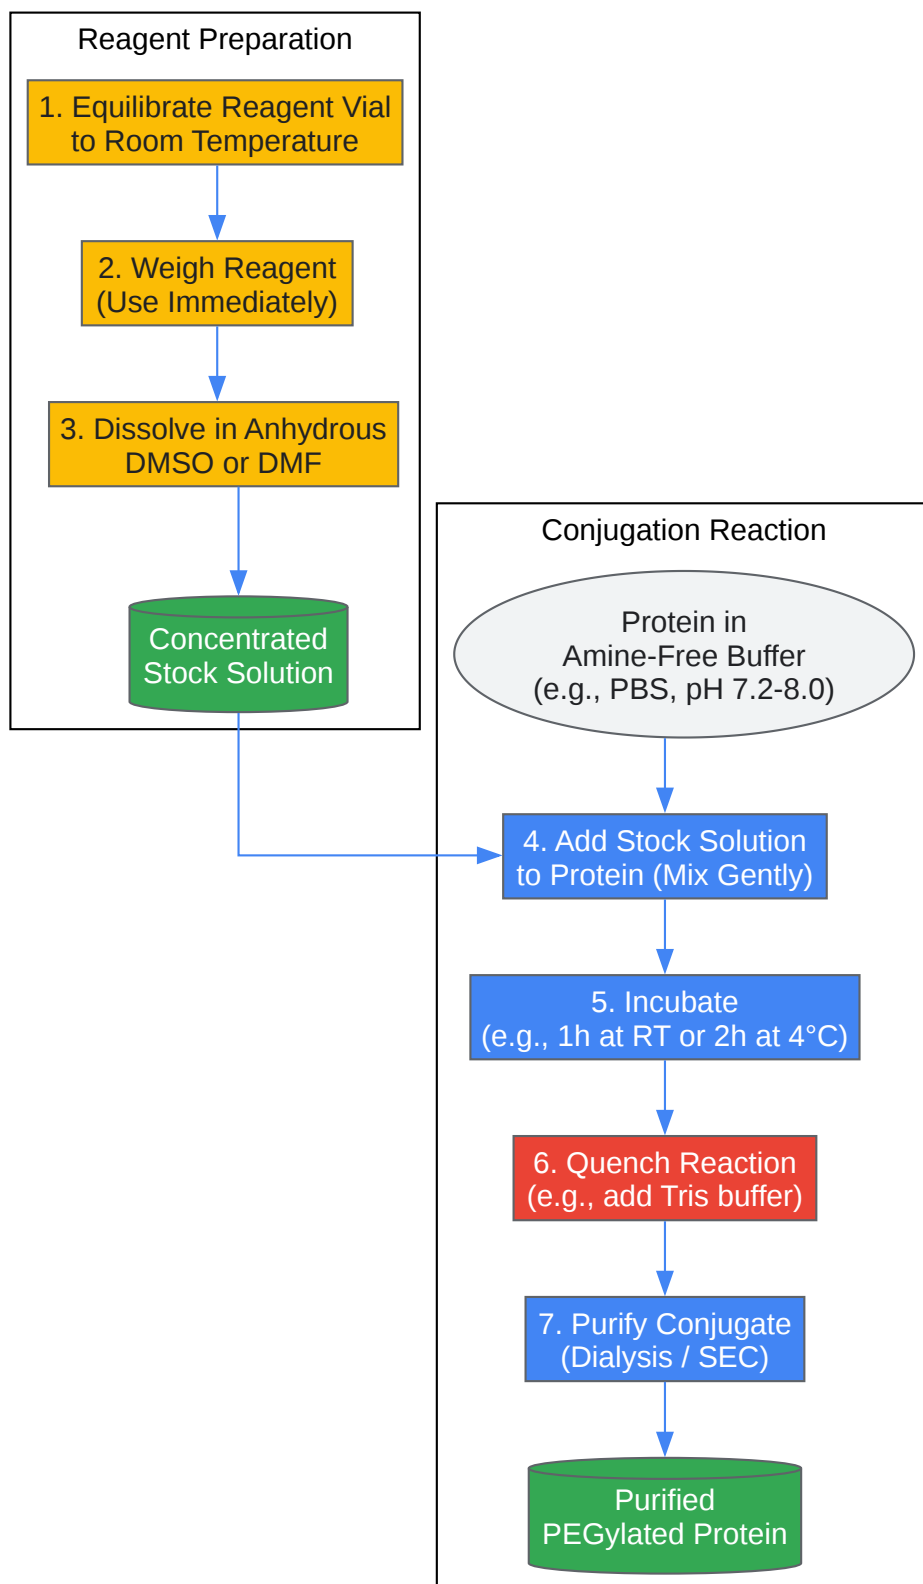 Reagent Preparation
1. Equilibrate Reagent Vial
to Room Temperature
2. Weigh Reagent
(Use Immediately)
3. Dissolve in Anhydrous
DMSO or DMF
Concentrated
Stock Solution
Conjugation Reaction
Protein in
Amine-Free Buffer
(e.g., PBS, pH 7.2-8.0)
4. Add Stock Solution
to Protein (Mix Gently)
5. Incubate
(e.g., 1h at RT or 2h at 4°C)
6. Quench Reaction
(e.g., add Tris buffer)
7. Purify Conjugate
(Dialysis / SEC)
Purified
PEGylated Protein